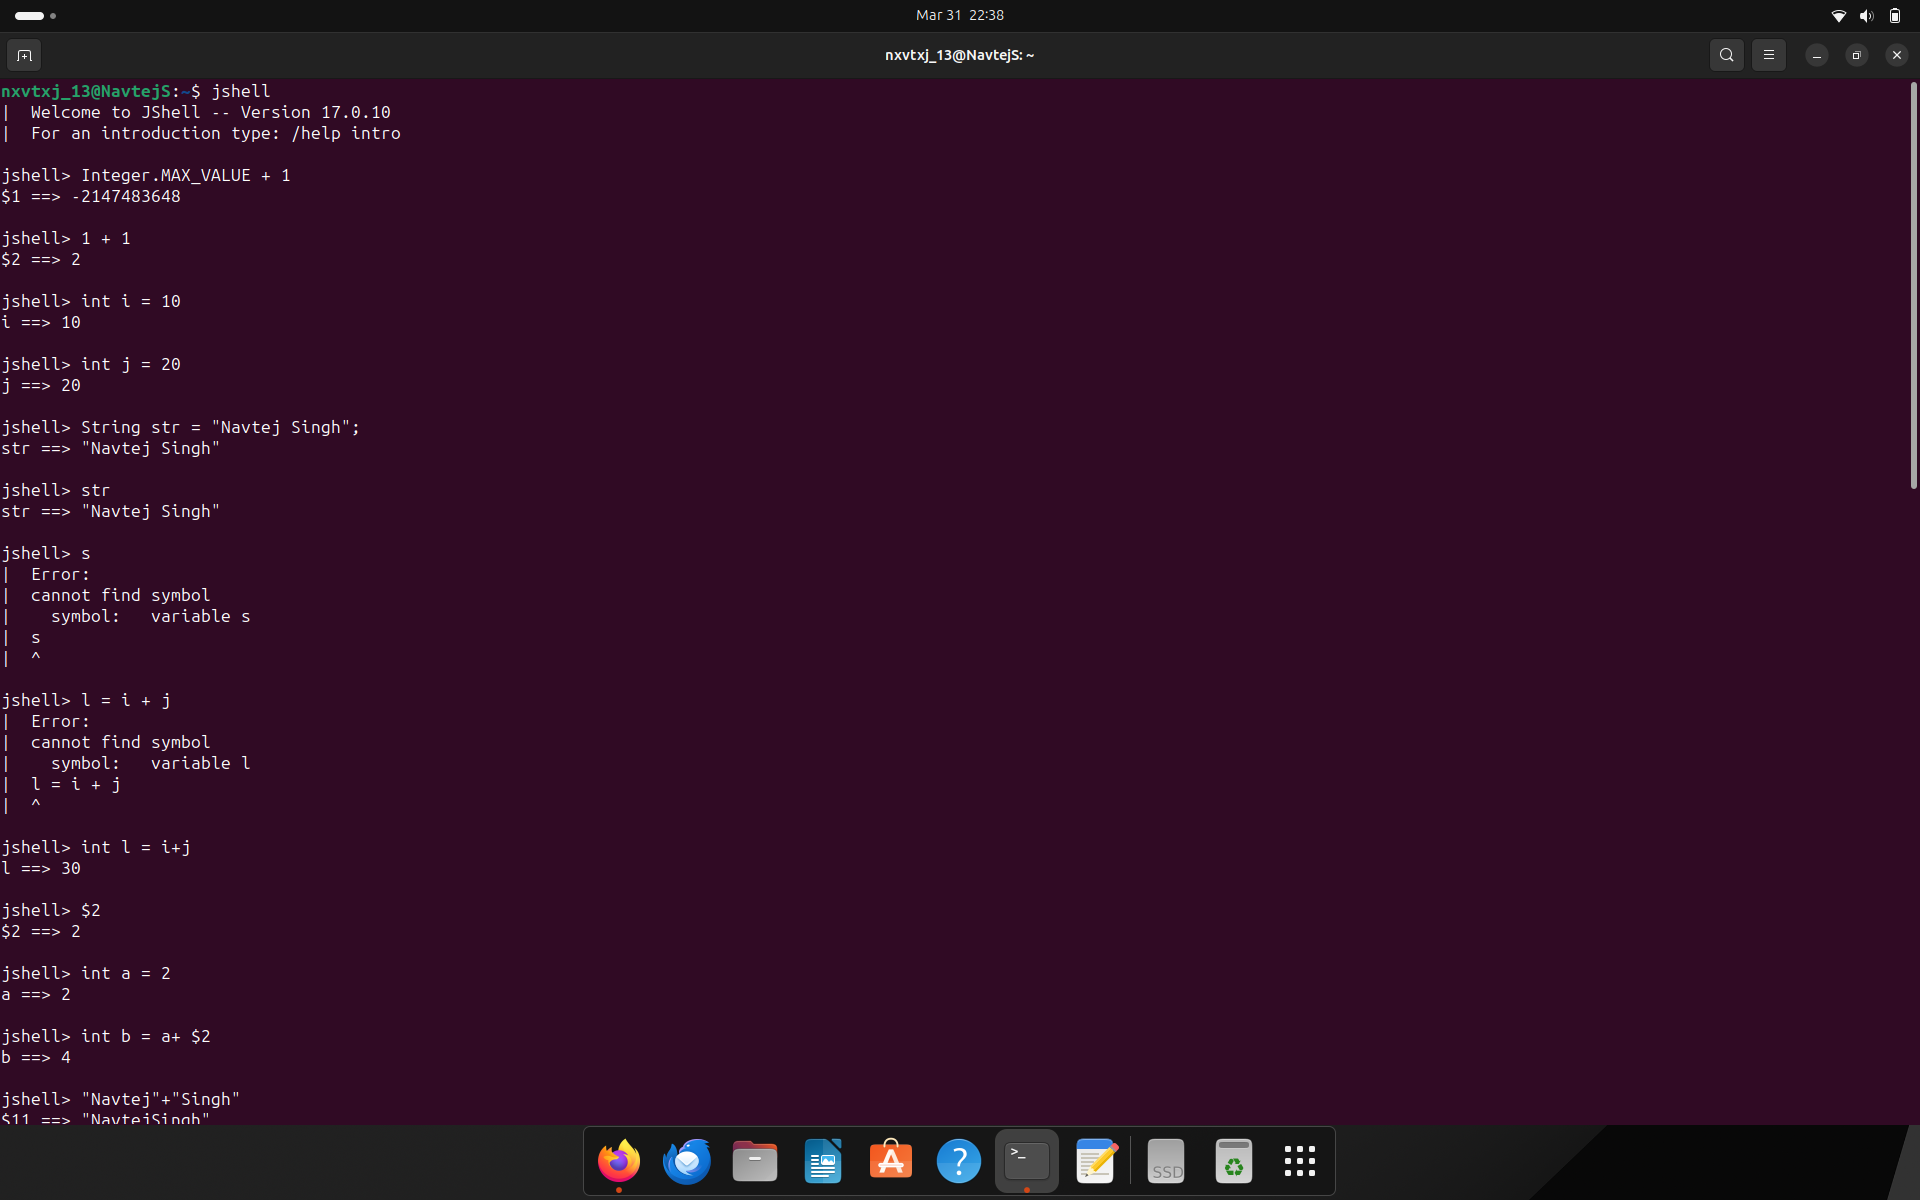 Mar 31 22:38
nxvtxj_13@NavtejS: ~
nxvtxj_13@NavtejS:~$ jshell
|  Welcome to JShell -- Version 17.0.10
|  For an introduction type: /help intro
jshell> Integer.MAX_VALUE + 1
$1 ==> -2147483648
jshell> 1 + 1
$2 ==> 2
jshell> int i = 10
i ==> 10
jshell> int j = 20
j ==> 20
jshell> String str = "Navtej Singh";
str ==> "Navtej Singh"
jshell> str
str ==> "Navtej Singh"
jshell> s
|  Error:
|  cannot find symbol
|    symbol:   variable s
|  s
|  ^
jshell> l = i + j
|  Error:
|  cannot find symbol
|    symbol:   variable l
|  l = i + j
|  ^
jshell> int l = i+j
l ==> 30
jshell> $2
$2 ==> 2
jshell> int a = 2
a ==> 2
jshell> int b = a+ $2
b ==> 4
jshell> "Navtej"+"Singh"
$11 ==> "NavtejSingh"
>_
SSD